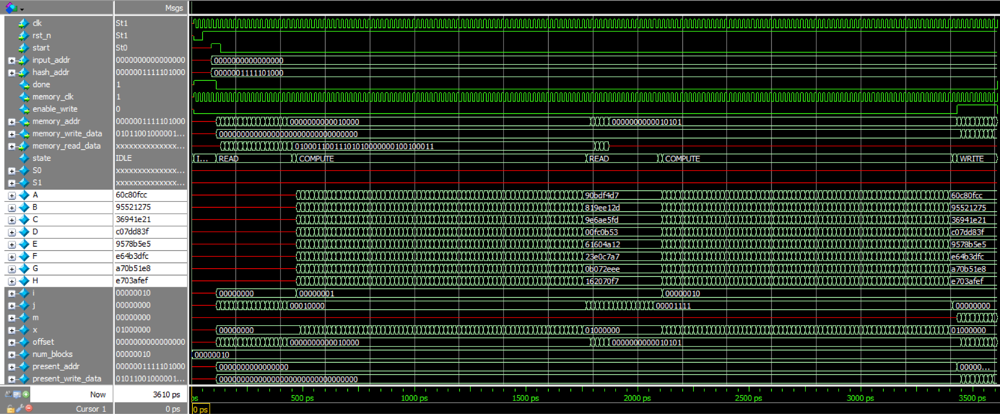 Msgs
clk St1
rst_n St1
start St0
input_addr 0000000000000000 0000000000000000
hash_addr 0000001111101000 0000001111101000
done 1
memory_clk 1
enable_write 0
memory_addr 0000001111101000 0000000000010000 0000000000010101
memory_write_data 01011001000001... 00000000000000000000000000000000
memory_read_data xxxxxxxxxxxxxx... 01000110011101010000000100100011
state IDLE I... READ COMPUTE READ COMPUTE WRITE
S0 xxxxxxxxxxxxxx...
S1 xxxxxxxxxxxxxx...
A 60c80fcc 90bdf4d7 60c80fcc
B 95521275 819ee12d 95521275
C 36941e21 9e6ae5fd 36941e21
D c07dd83f 00fc0b53 c07dd83f
E 9578b5e5 61604a12 9578b5e5
F e64b3dfc 23e0c7a7 e64b3dfc
G a70b51e8 0b072eee a70b51e8
H e703afef 162070f7 e703afef
i 00000010 00000000 00000001 00000010
j 00000000 00010000 00001111 00000000
m 00000000
x 01000000 00000000 01000000 01000000
offset 0000000000000000 0000000000010000 0000000000010101
num_blocks 00000010 00000010
present_addr 0000001111101000 0000000000000000 00000...
present_write_data 01011001000001... 00000000000000000000000000000000
Now 3610 ps ps 500 ps 1000 ps 1500 ps 2000 ps 2500 ps 3000 ps 3500 ps
Cursor 1 0 ps 0 ps